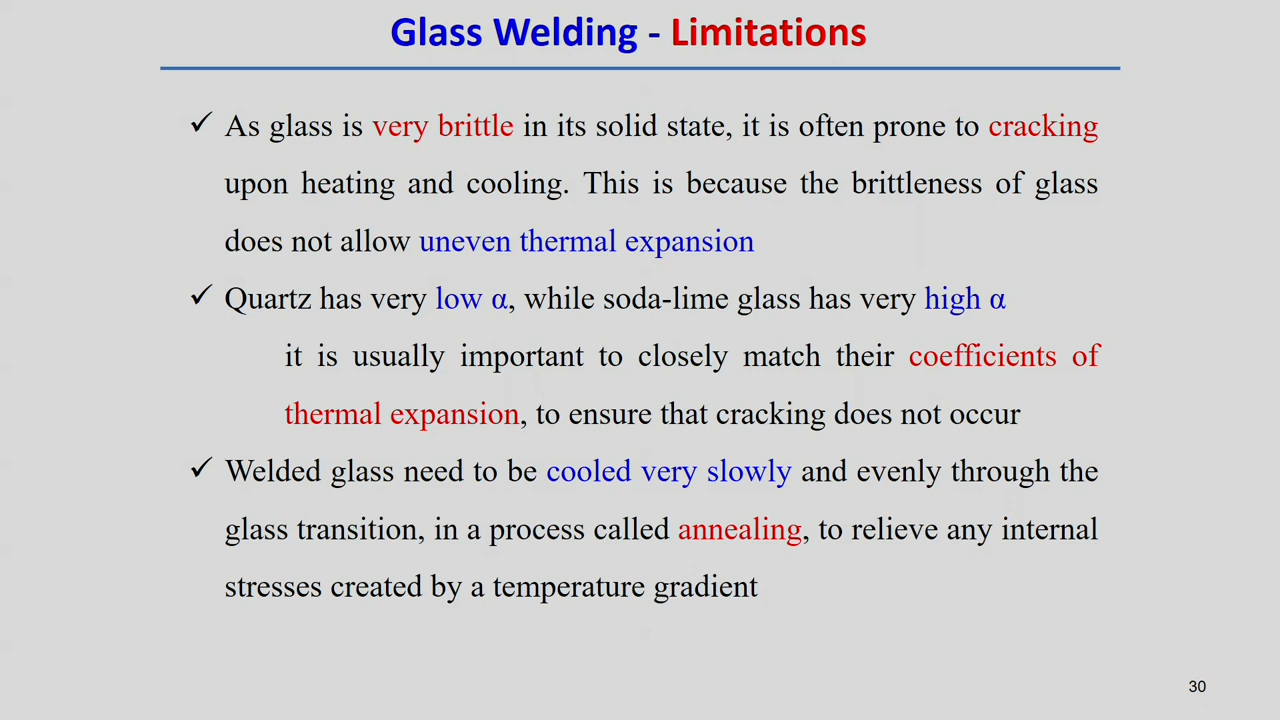 Glass Welding - Limitations
✓ As glass is very brittle in its solid state, it is often prone to cracking
upon heating and cooling. This is because the brittleness of glass
does not allow uneven thermal expansion
✓ Quartz has very low α, while soda-lime glass has very high α
it is usually important to closely match their coefficients of
thermal expansion, to ensure that cracking does not occur
✓ Welded glass need to be cooled very slowly and evenly through the
glass transition, in a process called annealing, to relieve any internal
stresses created by a temperature gradient
30